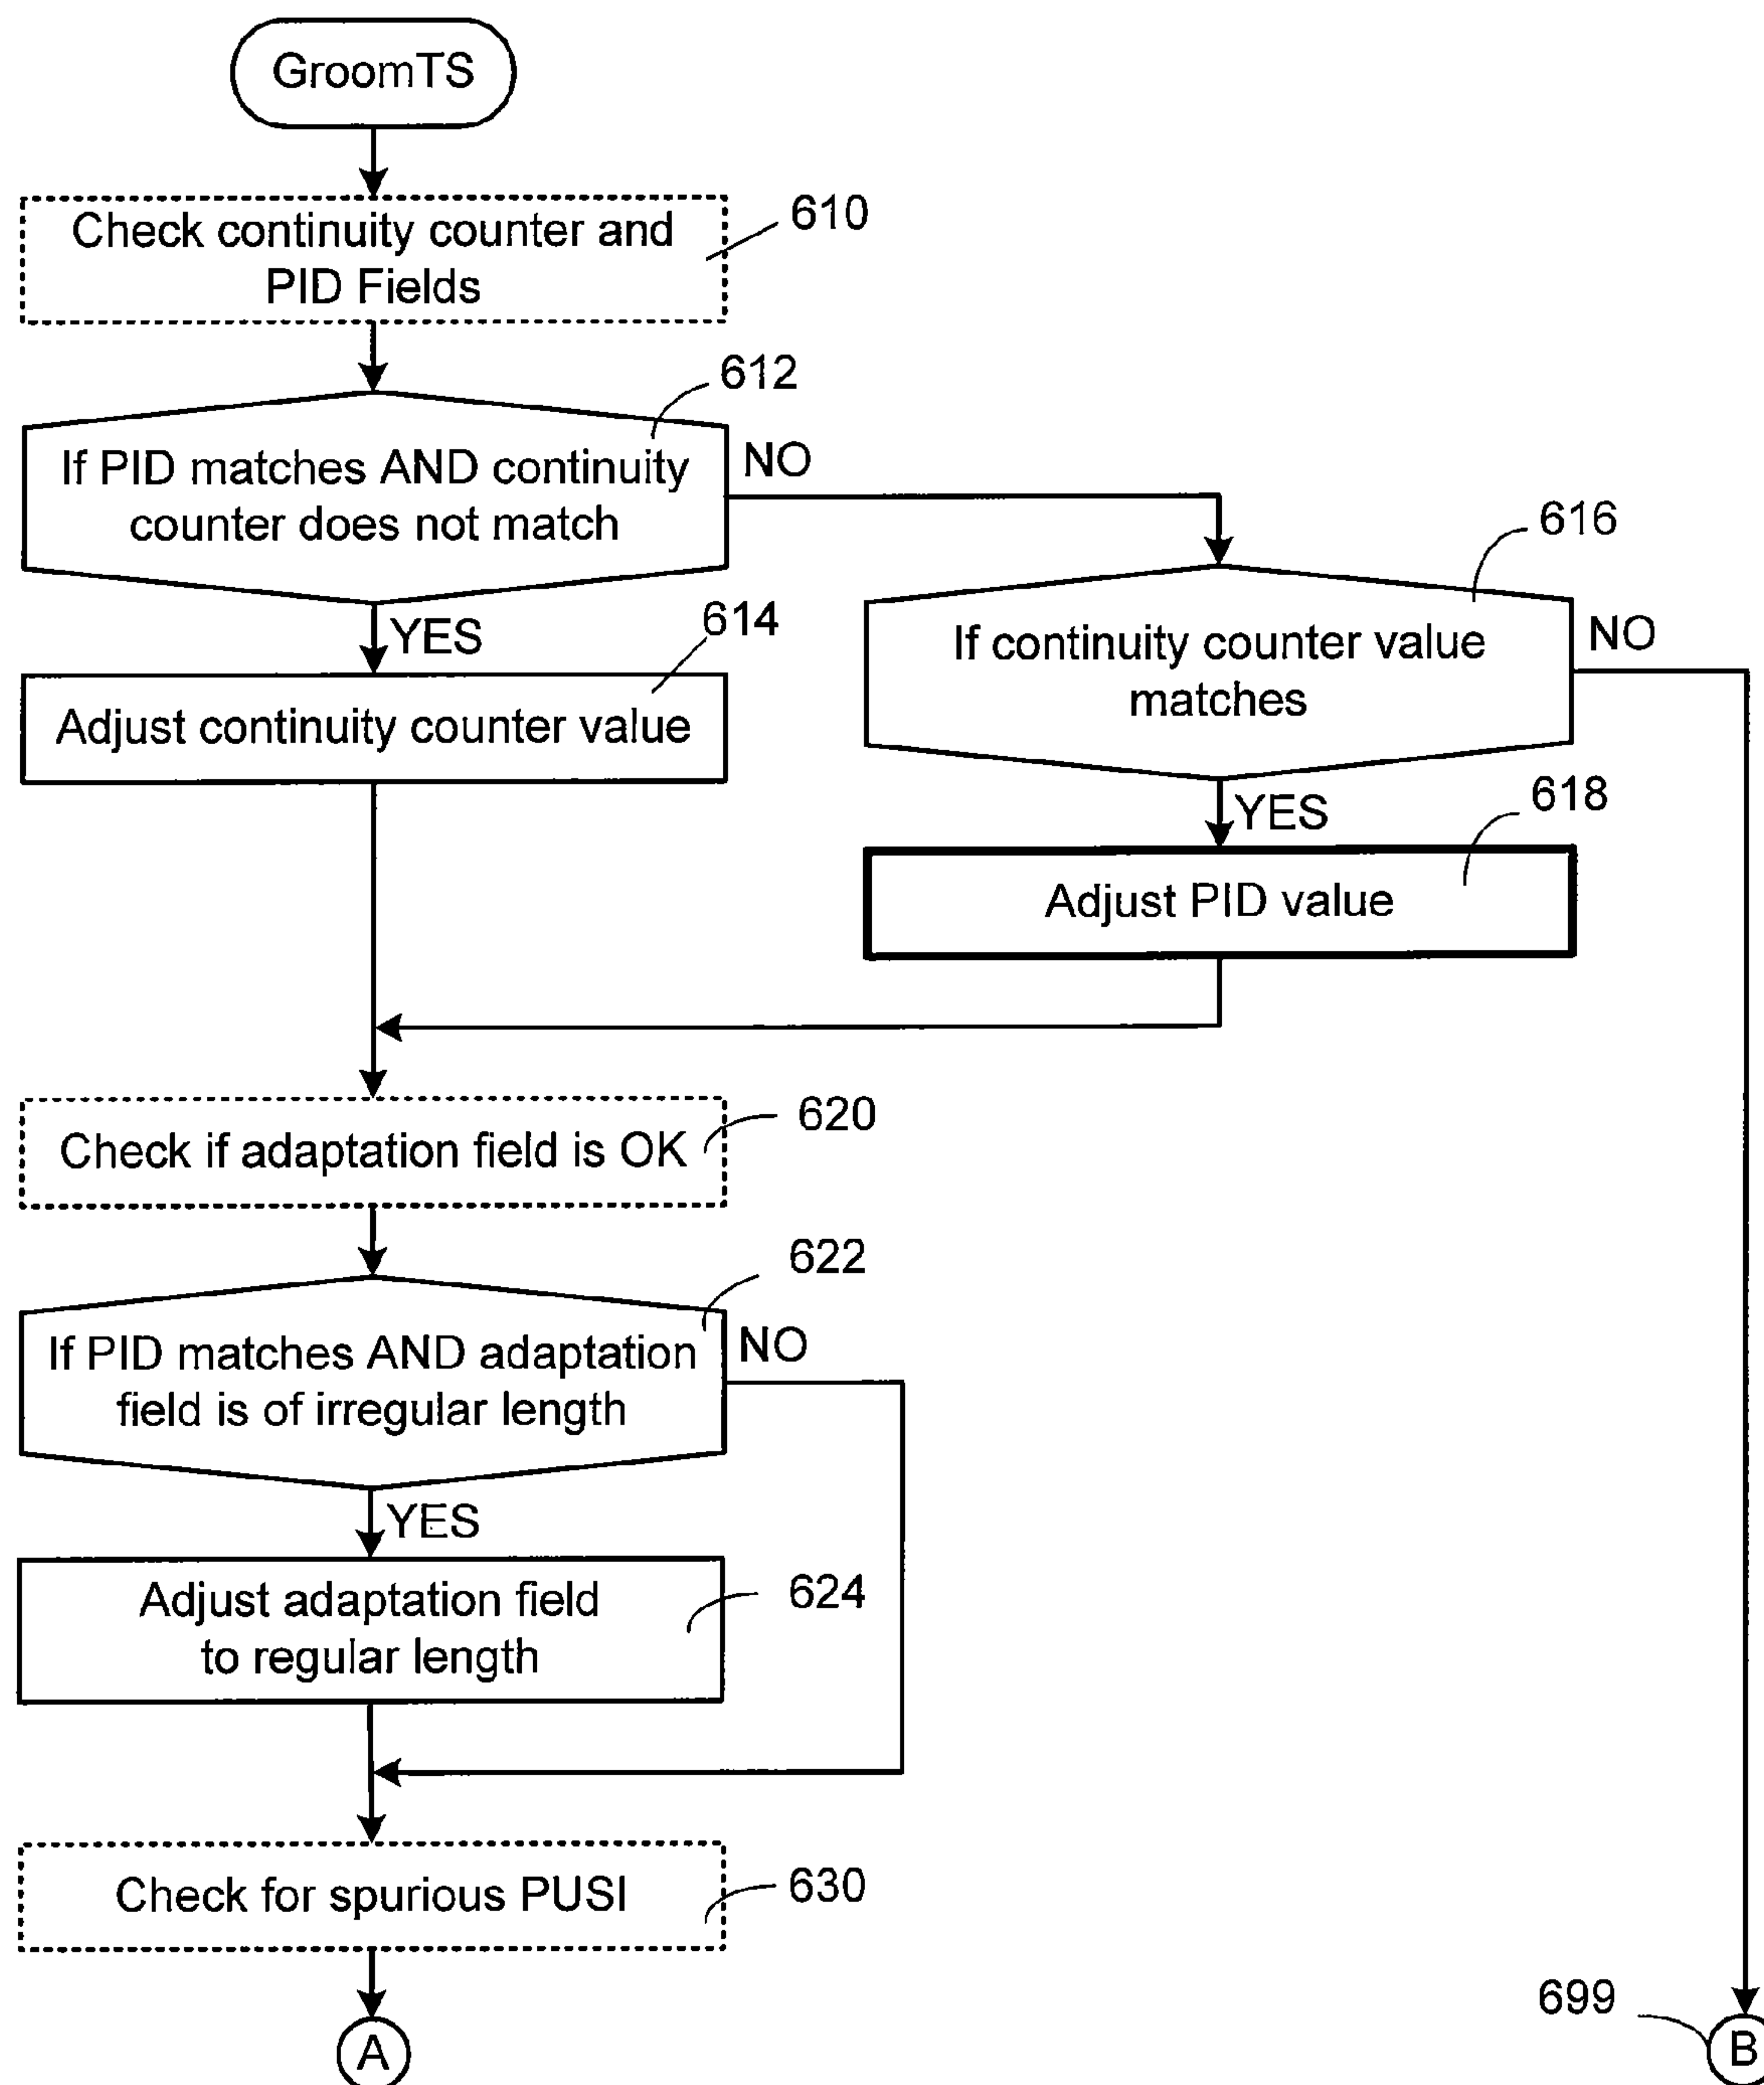 GroomTS
Check continuity counter and
PID Fields
610
612
If PID matches AND continuity
counter does not match
NO
YES
614
Adjust continuity counter value
616
If continuity counter value
matches
NO
YES
618
Adjust PID value
620
Check if adaptation field is OK
622
If PID matches AND adaptation
field is of irregular length
NO
YES
Adjust adaptation field
to regular length
624
Check for spurious PUSI
630
A
699
B